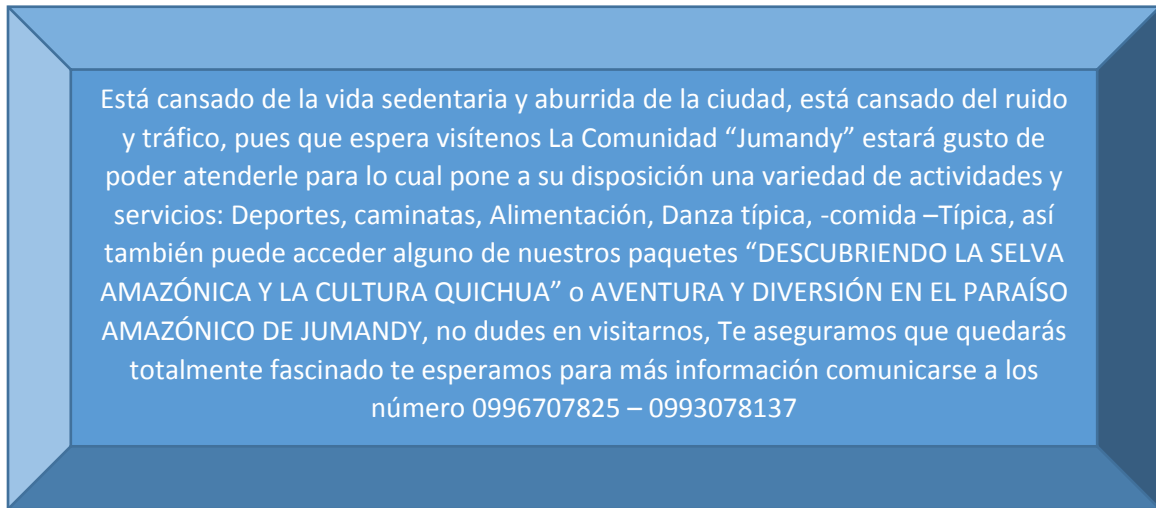 Está cansado de la vida sedentaria y aburrida de la ciudad, está cansado del ruido
y tráfico, pues que espera visítenos La Comunidad “Jumandy” estará gusto de
poder atenderle para lo cual pone a su disposición una variedad de actividades y
servicios: Deportes, caminatas, Alimentación, Danza típica, -comida –Típica, así
también puede acceder alguno de nuestros paquetes “DESCUBRIENDO LA SELVA
AMAZÓNICA Y LA CULTURA QUICHUA” o AVENTURA Y DIVERSIÓN EN EL PARAÍSO
AMAZÓNICO DE JUMANDY, no dudes en visitarnos, Te aseguramos que quedarás
totalmente fascinado te esperamos para más información comunicarse a los
número 0996707825 – 0993078137